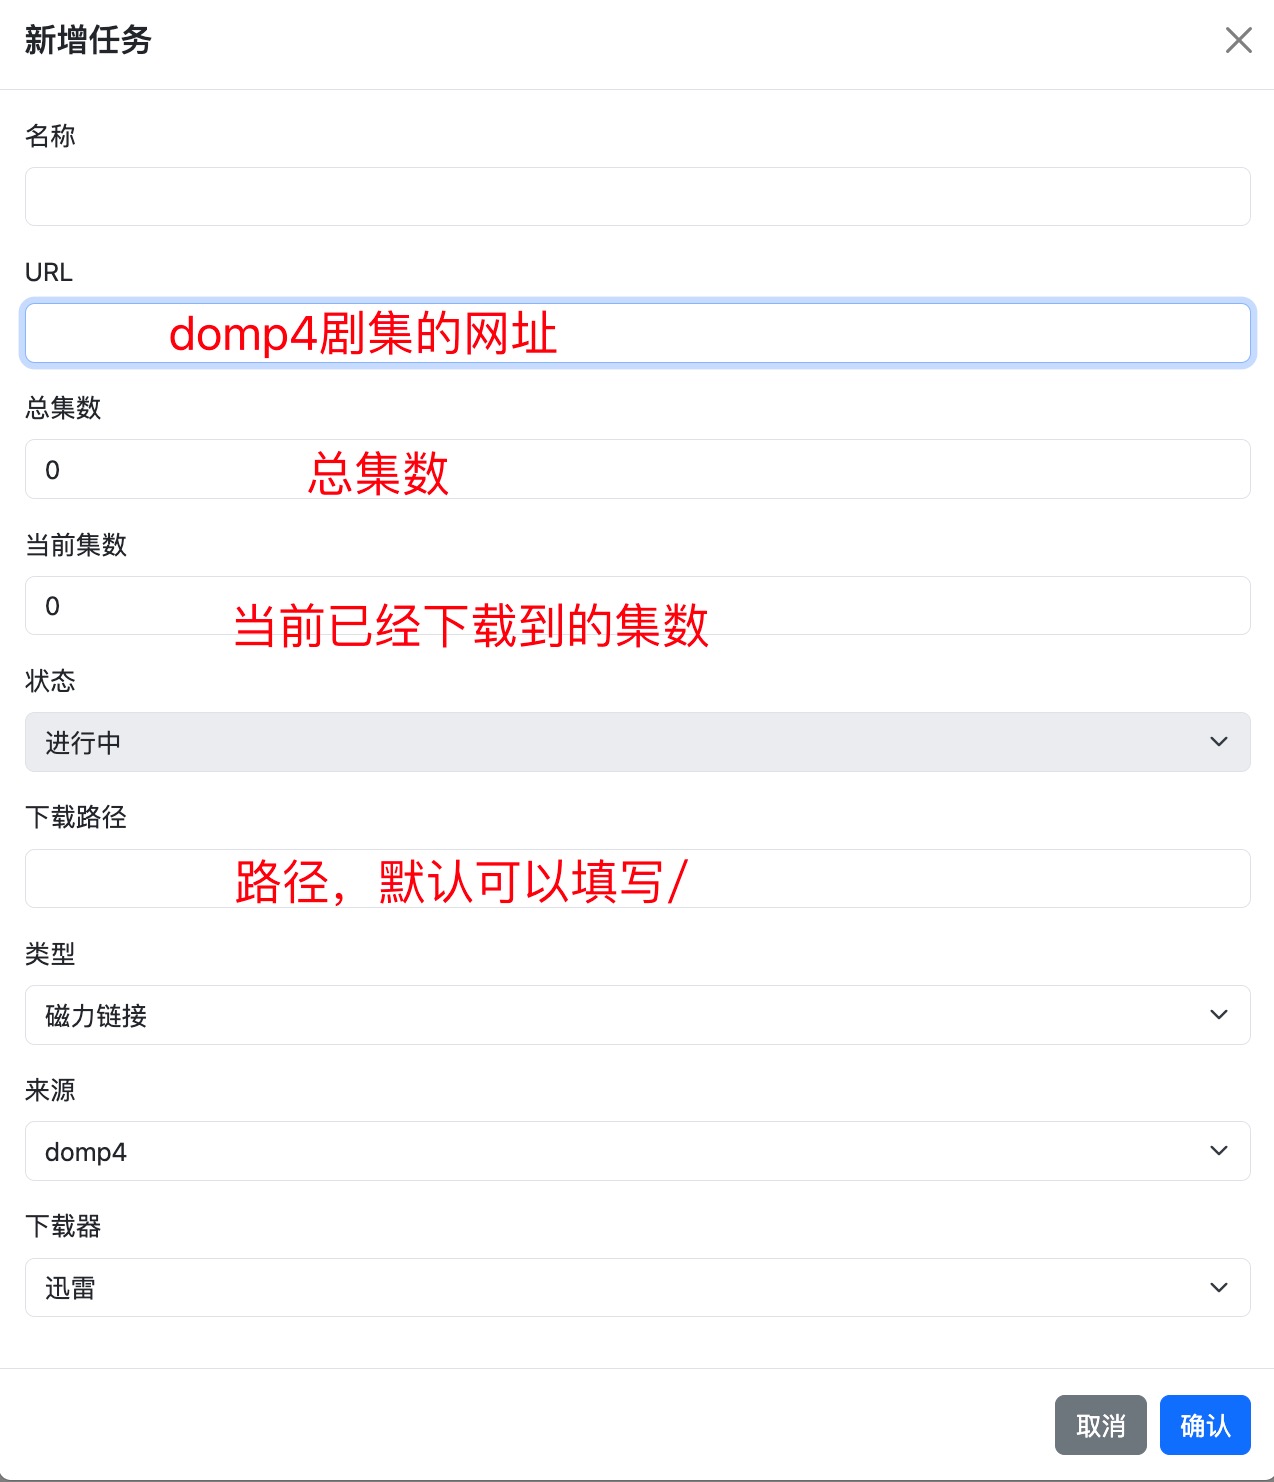 新增任务
名称
URL
domp4剧集的网址
总集数
0
总集数
当前集数
0
当前已经下载到的集数
状态
进行中
下载路径
路径，默认可以填写/
类型
磁力链接
来源
domp4
下载器
迅雷
取消
确认